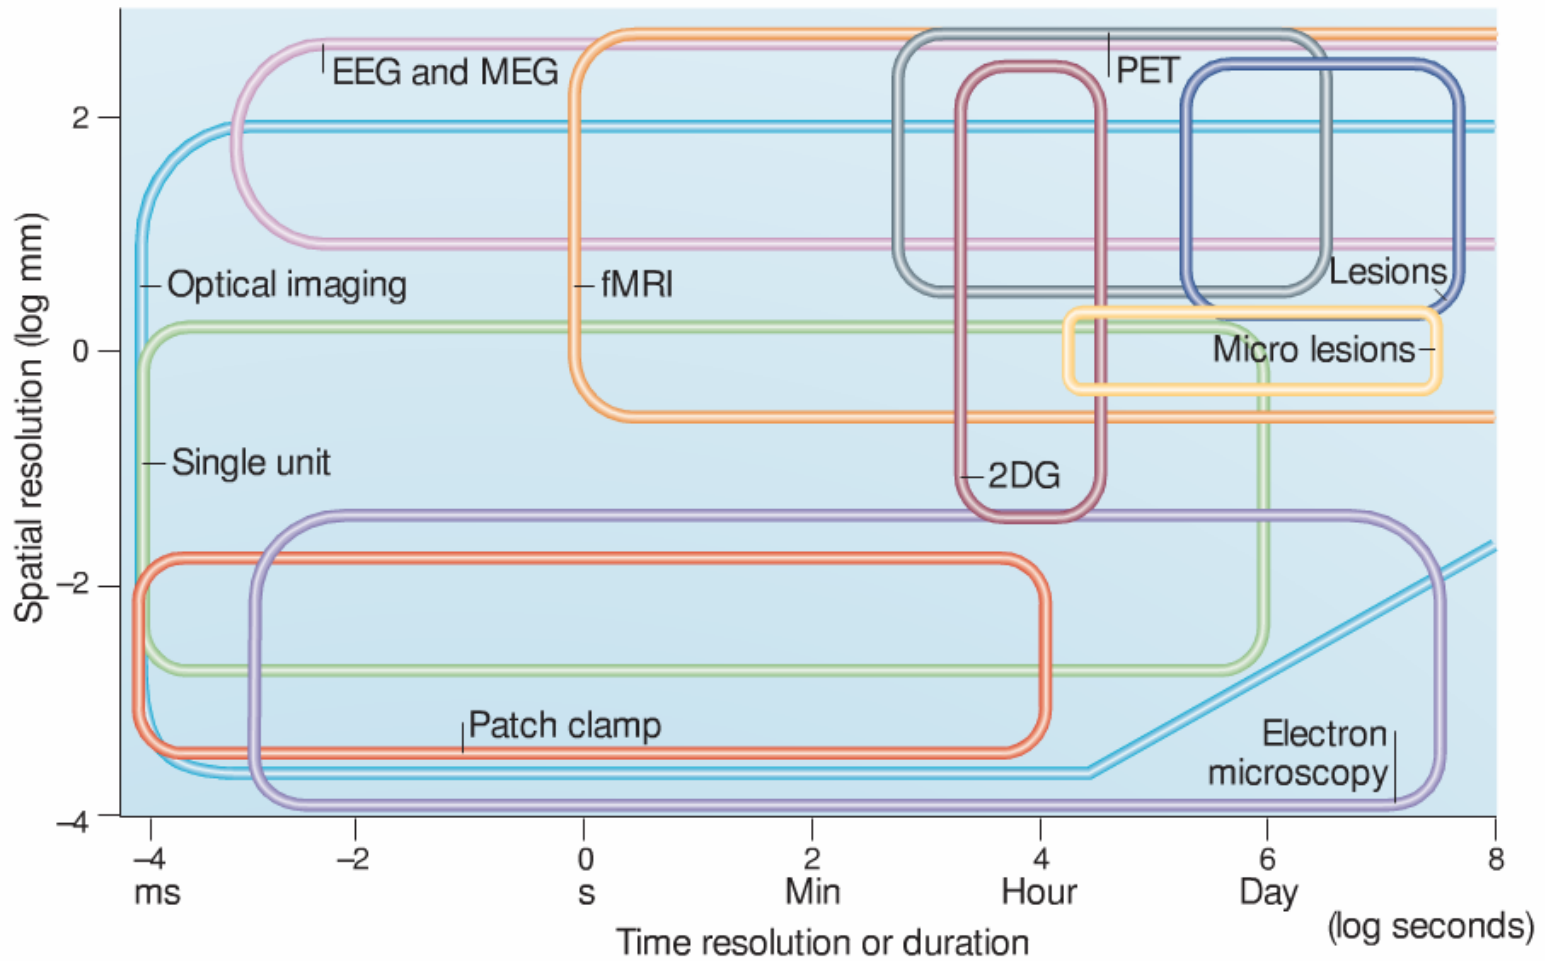 EEG and MEG
PET
2
Optical imaging
fMRI
Lesions
0
Micro lesions
Single unit
2DG
–2
Patch clamp
Electron
microscopy
–4
Spatial resolution (log mm)
–4 –2 0 2 4 6 8
ms s Min Hour Day
(log seconds)
Time resolution or duration